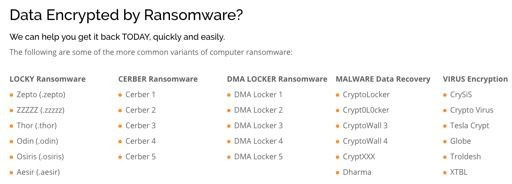 Data Encrypted by Ransomware?
We can help you get it back TODAY, quickly and easily.
The following are some of the more common variants of computer ransomware:
LOCKY Ransomware CERBER Ransomware DMA LOCKER Ransomware MALWARE Data Recovery VIRUS Encryption
Zepto (.zepto) Cerber 1 DMA Locker 1 CryptoLocker CrySiS
ZZZZZ (.zzzzz) Cerber 2 DMA Locker 2 Crypt0L0cker Crypto Virus
Thor (.thor) Cerber 3 DMA Locker 3 CryptoWall 3 Tesla Crypt
Odin (.odin) Cerber 4 DMA Locker 4 CryptoWall 4 Globe
Osiris (.osiris) Cerber 5 DMA Locker 5 CryptXXX Troldesh
Aesir (.aesir) Dharma XTBL